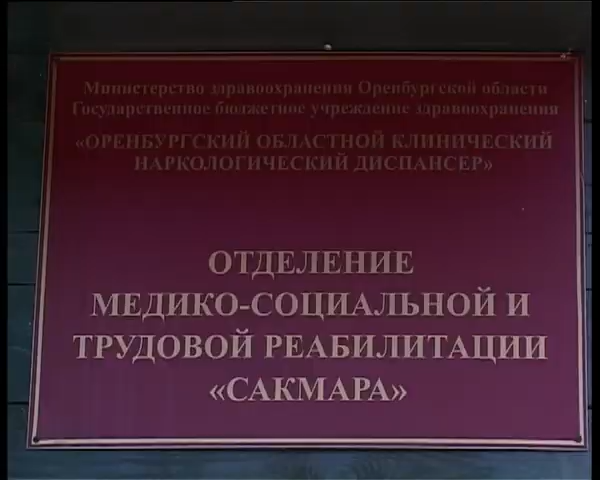 Министерство здравоохранения Оренбургской области
Государственное бюджетное учреждение здравоохранения
«ОРЕНБУРГСКИЙ ОБЛАСТНОЙ КЛИНИЧЕСКИЙ
НАРКОЛОГИЧЕСКИЙ ДИСПАНСЕР»
ОТДЕЛЕНИЕ
МЕДИКО-СОЦИАЛЬНОЙ И
ТРУДОВОЙ РЕАБИЛИТАЦИИ
«САКМАРА»